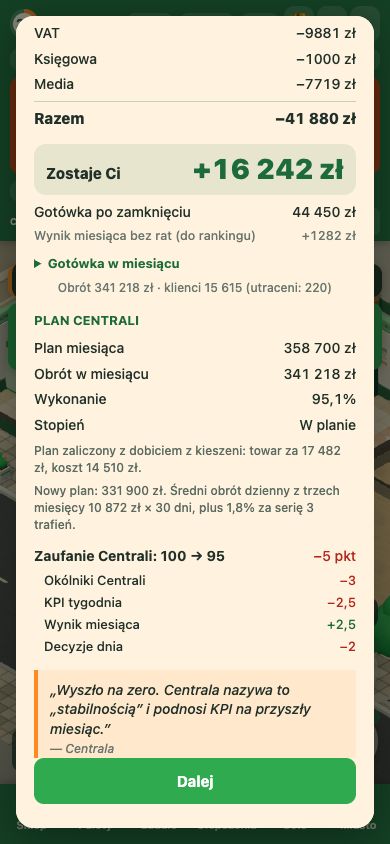 VAT −9881 zł
Księgowa −1000 zł
Media −7719 zł
Razem −41 880 zł
Zostaje Ci +16 242 zł
Gotówka po zamknięciu 44 450 zł
Wynik miesiąca bez rat (do rankingu) +1282 zł
▶ Gotówka w miesiącu
Obrót 341 218 zł · klienci 15 615 (utraceni: 220)
PLAN CENTRALI
Plan miesiąca 358 700 zł
Obrót w miesiącu 341 218 zł
Wykonanie 95,1%
Stopień W planie
Plan zaliczony z dobiciem z kieszeni: towar za 17 482
zł, koszt 14 510 zł.
Nowy plan: 331 900 zł. Średni obrót dzienny z trzech
miesięcy 10 872 zł × 30 dni, plus 1,8% za serię 3
trafień.
Zaufanie Centrali: 100 → 95 −5 pkt
Okólniki Centrali −3
KPI tygodnia −2,5
Wynik miesiąca +2,5
Decyzje dnia −2
„Wyszło na zero. Centrala nazywa to
„stabilnością” i podnosi KPI na przyszły
miesiąc.”
— Centrala
Dalej